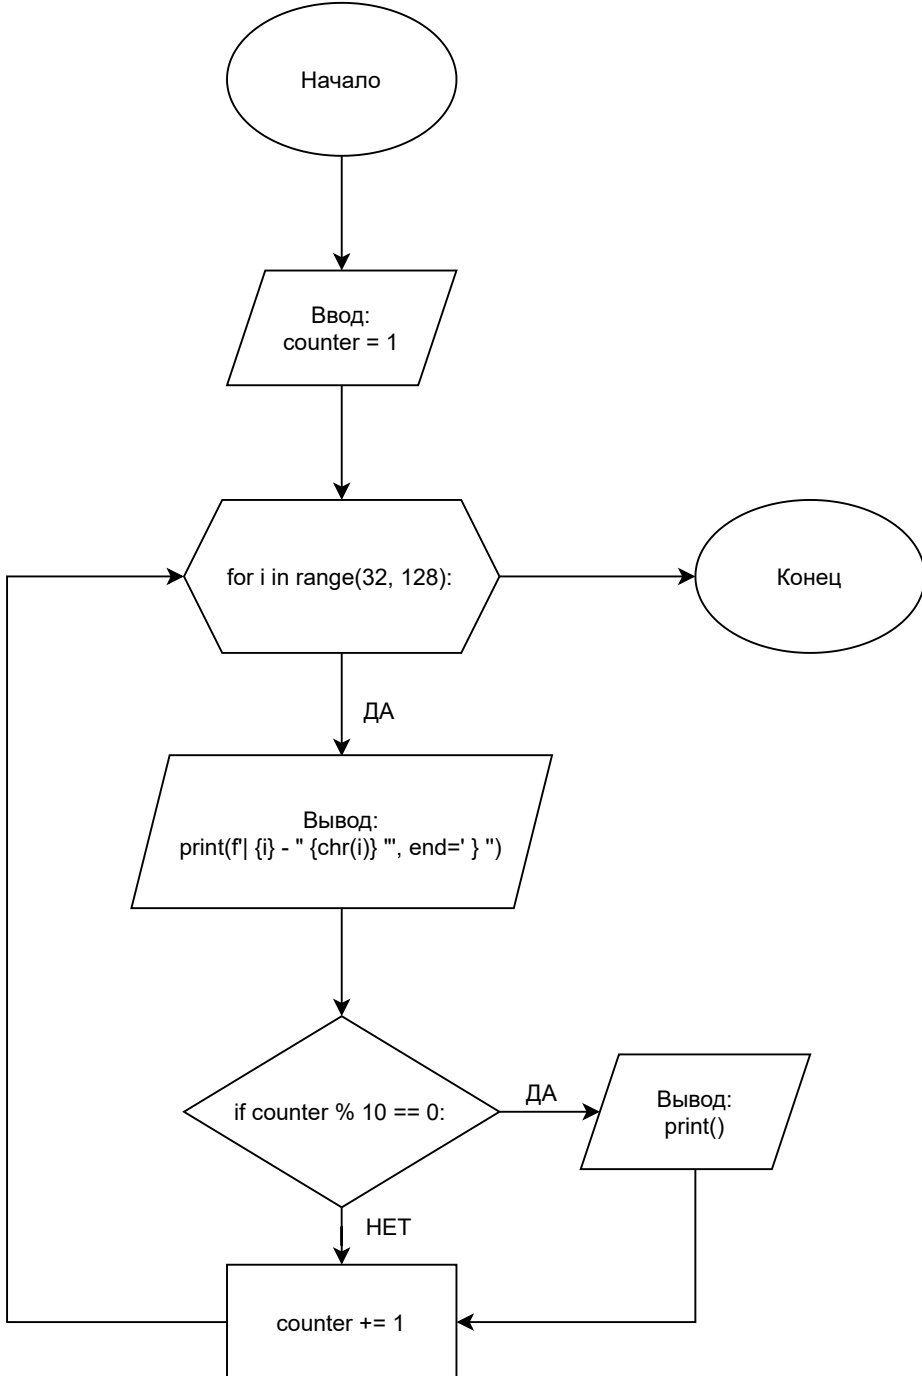 Начало
Ввод:
counter = 1
for i in range(32, 128):
Конец
ДА
Вывод:
print(f'| {i} - " {chr(i)} "', end=' } ")
if counter % 10 == 0:
ДА
Вывод:
print()
НЕТ
counter += 1